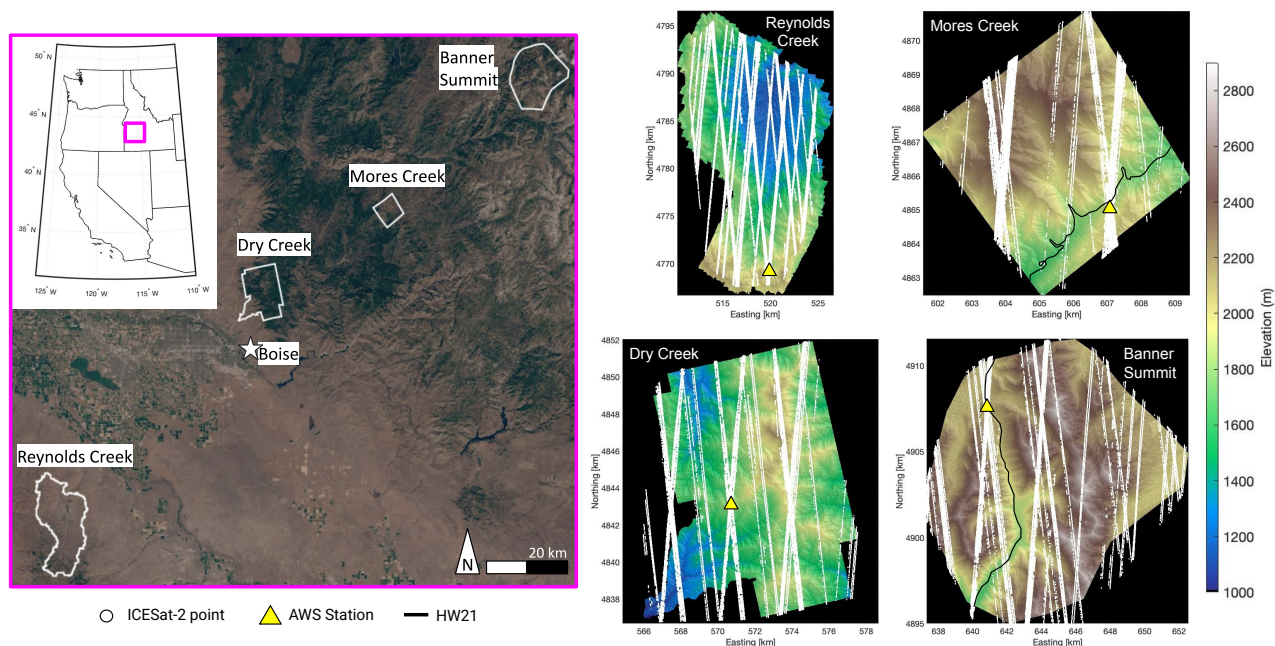 50° N
45° N
40° N
35° N
125° W
120° W
115° W
110° W
Banner
Summit
Mores Creek
Dry Creek
Boise
Reynolds Creek
N
20 km
ICESat-2 point
AWS Station
HW21
Reynolds
Creek
Northing [km]
4795
4790
4785
4780
4775
4770
515
520
525
Easting [km]
Mores Creek
Northing [km]
4870
4869
4868
4867
4866
4865
4864
4863
602
603
604
605
606
607
608
609
Easting [km]
Dry Creek
Northing [km]
4852
4850
4848
4846
4844
4842
4840
4838
566
568
570
572
574
576
578
Easting [km]
Banner
Summit
Northing [km]
4910
4905
4900
4895
638
640
642
644
646
648
650
652
Easting [km]
2800
2600
2400
2200
2000
1800
1600
1400
1200
1000
Elevation (m)